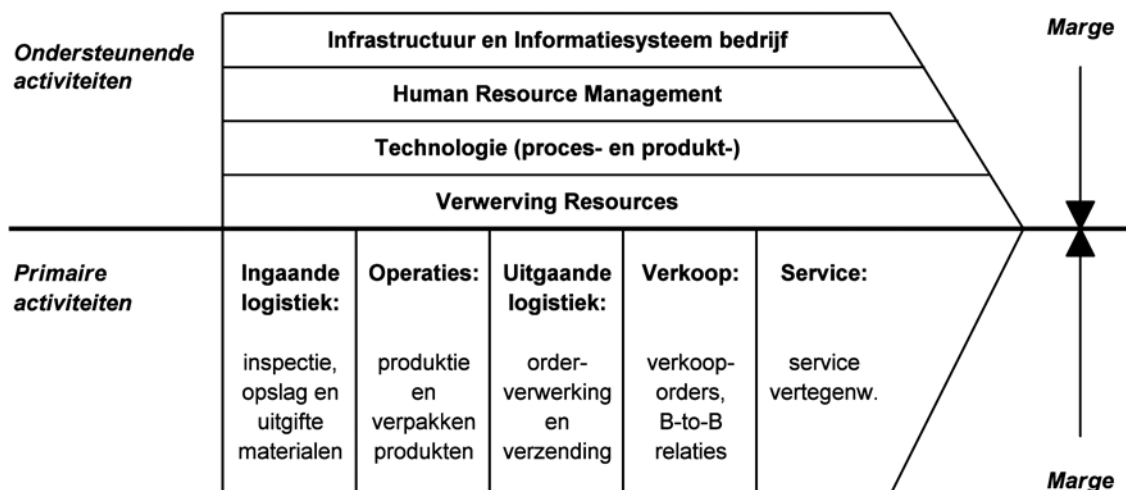 Ondersteunende
activiteiten
Infrastructuur en Informatiesysteem bedrijf
Human Resource Management
Technologie (proces- en produkt-)
Verwerving Resources
Marge
Primaire
activiteiten
Ingaande
logistiek:
inspectie,
opslag en
uitgifte
materialen
Operaties:
produktie
en
verpakken
produkten
Uitgaande
logistiek:
order-
verwerking
en
verzending
Verkoop:
verkoop-
orders,
B-to-B
relaties
Service:
service
vertegenw.
Marge